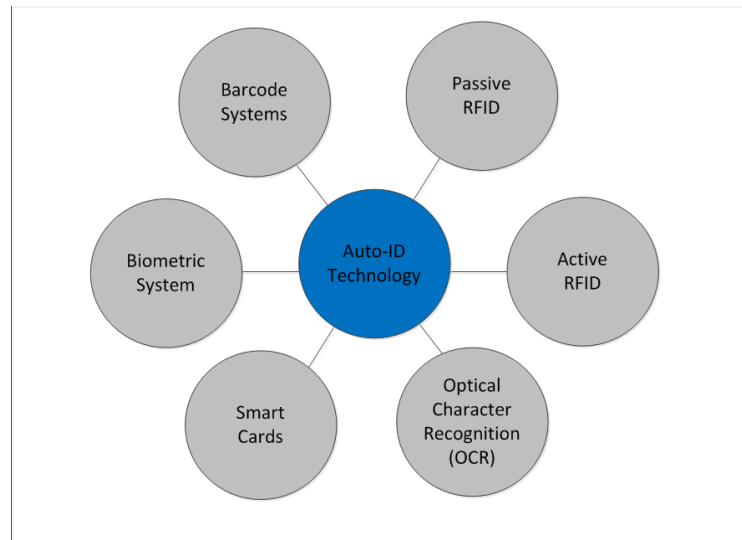 Barcode
Systems
Passive
RFID
Biometric
System
Auto-ID
Technology
Active
RFID
Smart
Cards
Optical
Character
Recognition
(OCR)